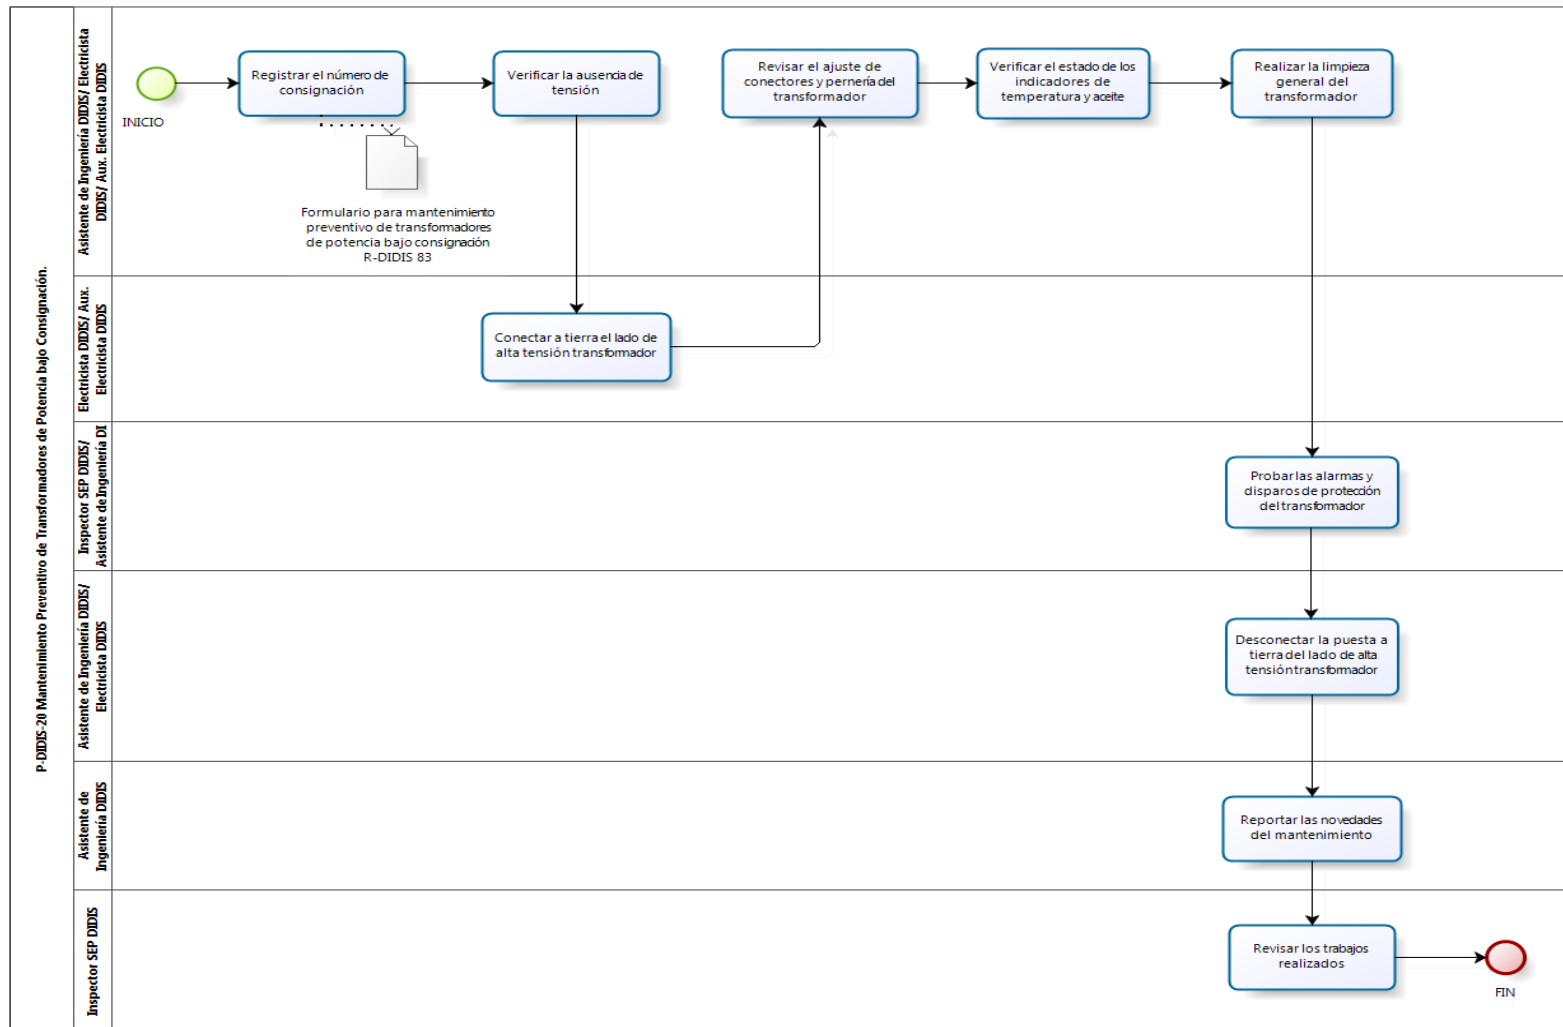 P-DIDIS-20 Mantenimiento Preventivo de Transformadores de Potencia bajo Consignación.
Asistente de Ingeniería DIDIS/ Electricista
DIDIS/ Aux. Electricista DIDIS
INICIO
Registrar el número de
consignación
Formulario para mantenimiento
preventivo de transformadores
de potencia bajo consignación
R-DIDIS 83
Verificar la ausencia de
tensión
Revisar el ajuste de
conectores y pernería del
transformador
Verificar el estado de los
indicadores de
temperatura y aceite
Realizar la limpieza
general del
transformador
Electricista DIDIS/ Aux.
Electricista DIDIS
Conectar a tierra el lado de
alta tensión transformador
Inspector SEP DIDIS/
Asistente de Ingeniería DI
Probar las alarmas y
disparos de protección
del transformador
Asistente de Ingeniería DIDIS/
Electricista DIDIS
Desconectar la puesta a
tierra del lado de alta
tensión transformador
Asistente de
Ingeniería DIDIS
Reportar las novedades
del mantenimiento
Inspector SEP DIDIS
Revisar los trabajos
realizados
FIN